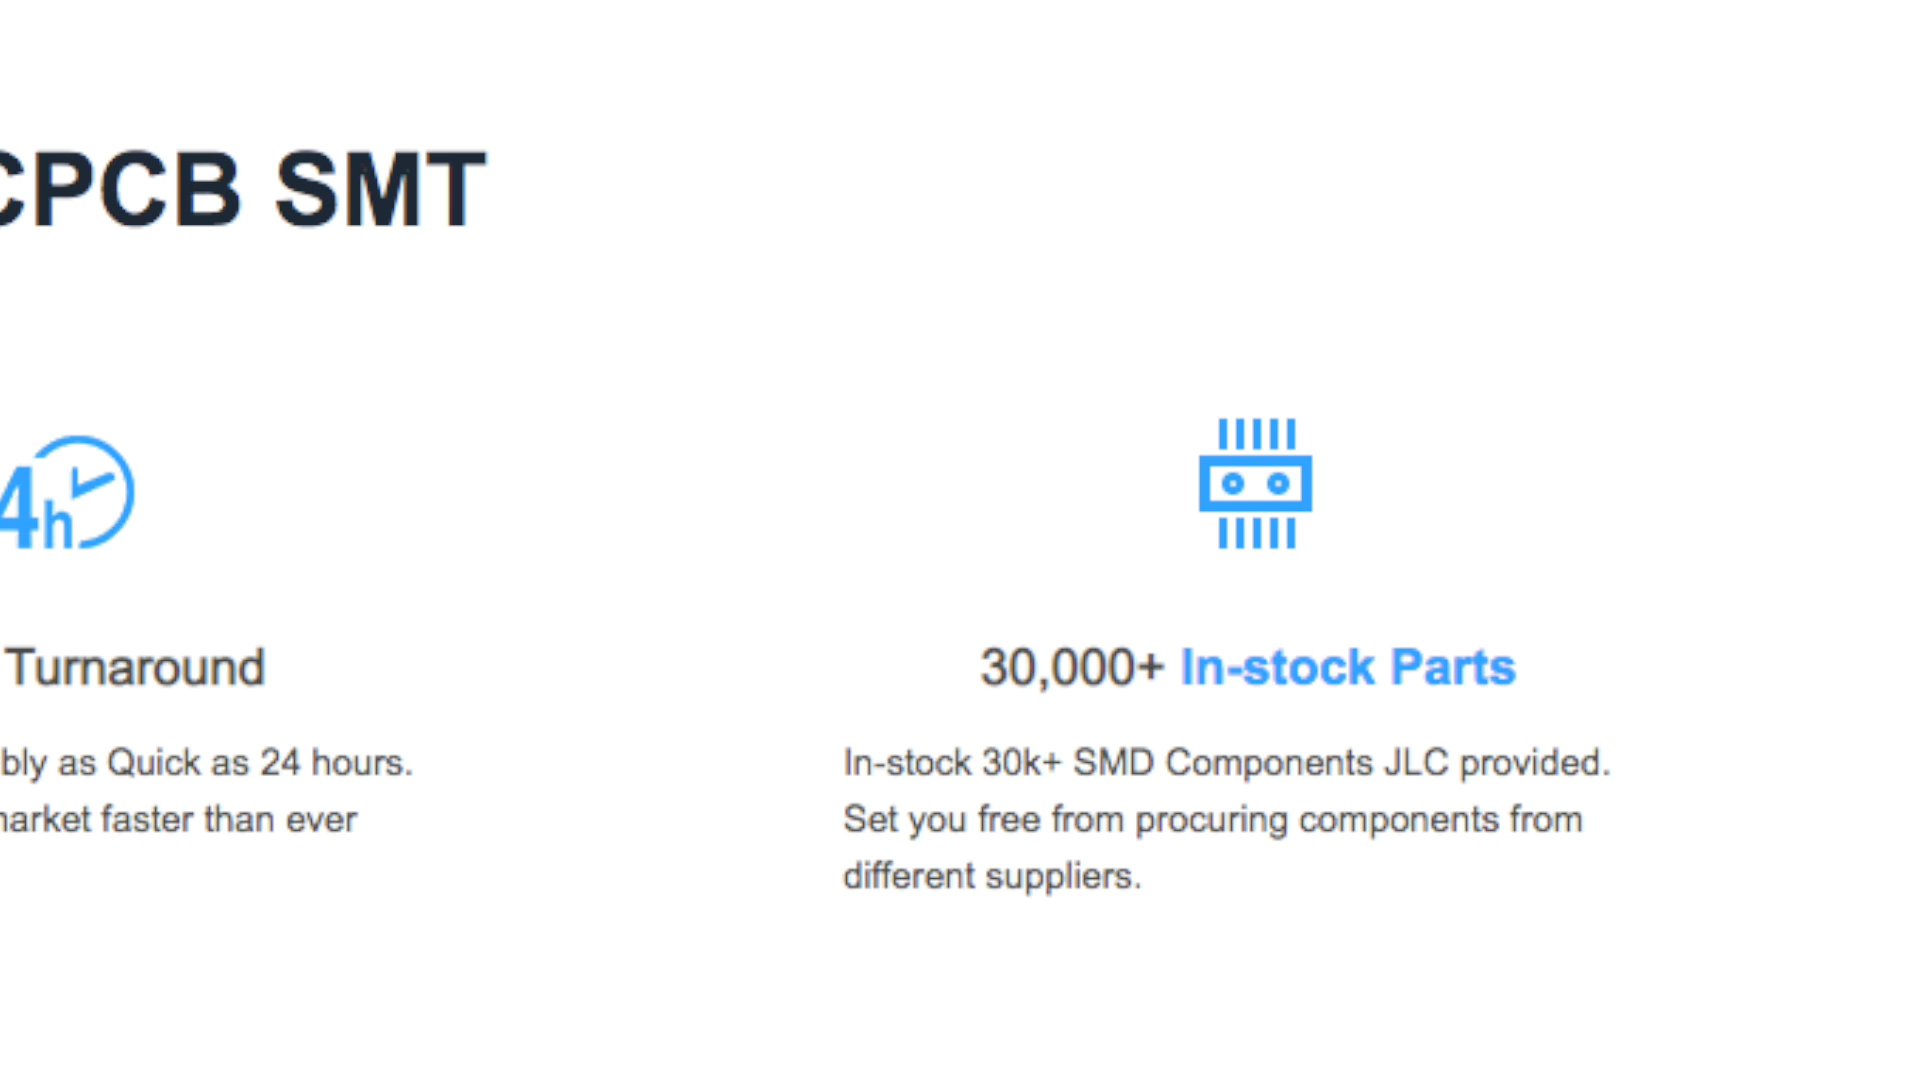 CPCB SMT
4h
Turnaround
bly as Quick as 24 hours.
market faster than ever
30,000+ In-stock Parts
In-stock 30k+ SMD Components JLC provided.
Set you free from procuring components from
different suppliers.